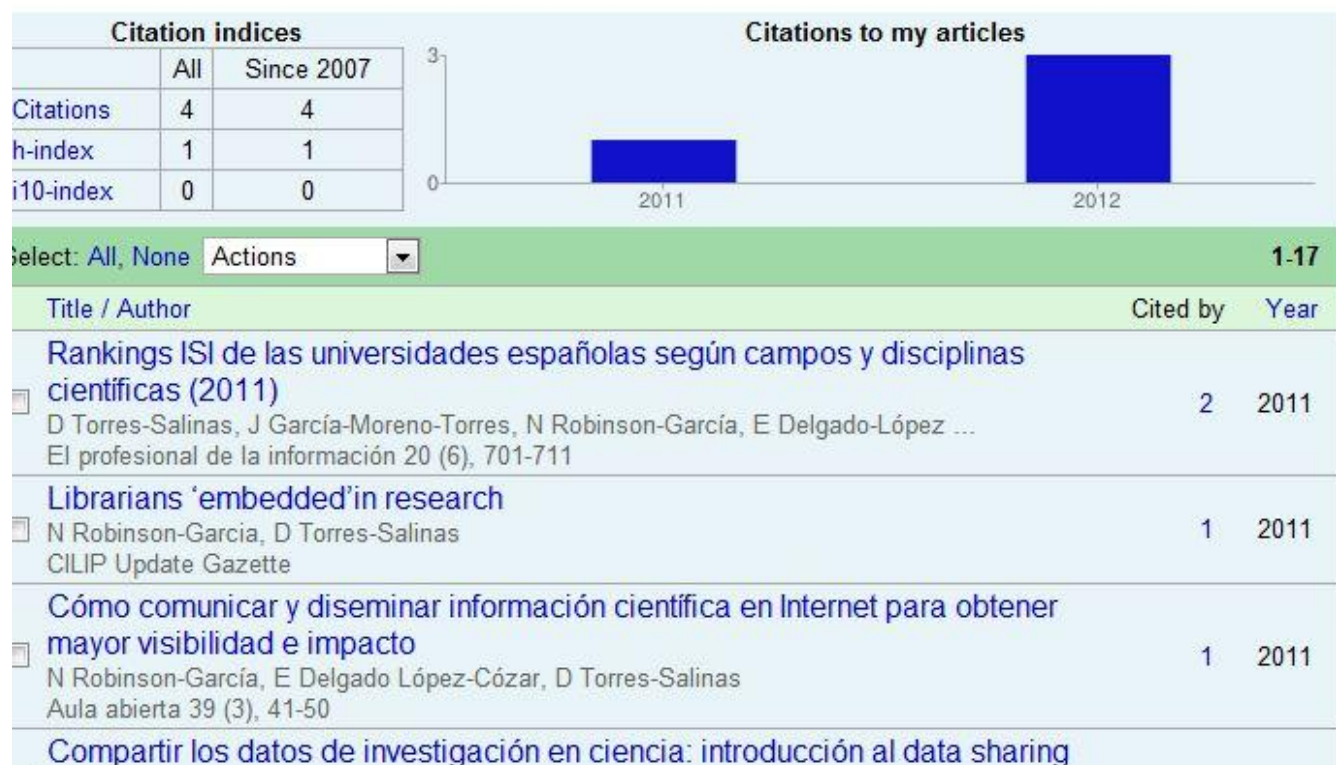 Citation indices
All Since 2007
Citations 4 4
h-index 1 1
i10-index 0 0
Citations to my articles
3
0
2011 2012
Select: All, None Actions 1-17
Title / Author Cited by Year
Rankings ISI de las universidades españolas según campos y disciplinas
científicas (2011)
D Torres-Salinas, J García-Moreno-Torres, N Robinson-García, E Delgado-López ...
El profesional de la información 20 (6), 701-711
2 2011
Librarians ‘embedded’in research
N Robinson-Garcia, D Torres-Salinas
CILIP Update Gazette
1 2011
Cómo comunicar y diseminar información científica en Internet para obtener
mayor visibilidad e impacto
N Robinson-García, E Delgado López-Cózar, D Torres-Salinas
Aula abierta 39 (3), 41-50
1 2011
Compartir los datos de investigación en ciencia: introducción al data sharing